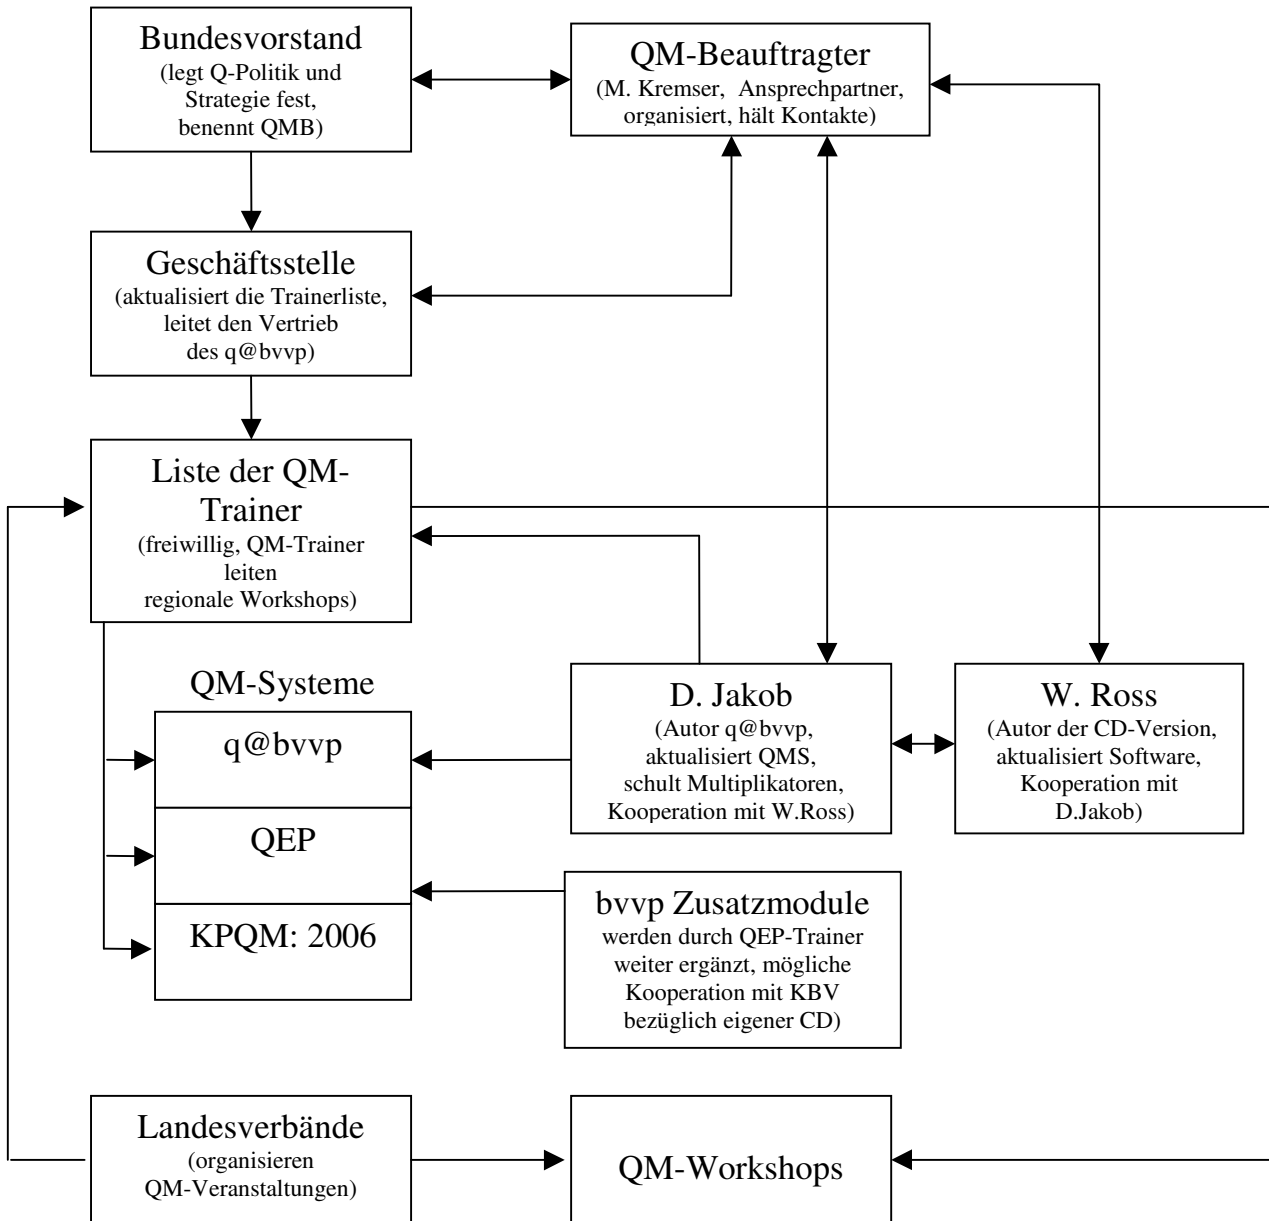 Bundesvorstand
(legt Q-Politik und
Strategie fest,
benennt QMB)
QM-Beauftragter
(M. Kremser, Ansprechpartner,
organisiert, hält Kontakte)
Geschäftsstelle
(aktualisiert die Trainerliste,
leitet den Vertrieb
des q@bvvp)
Liste der QM-
Trainer
(freiwillig, QM-Trainer
leiten
regionale Workshops)
QM-Systeme
q@bvvp
QEP
KPQM: 2006
D. Jakob
(Autor q@bvvp,
aktualisiert QMS,
schult Multiplikatoren,
Kooperation mit W.Ross)
W. Ross
(Autor der CD-Version,
aktualisiert Software,
Kooperation mit
D.Jakob)
bvvp Zusatzmodule
werden durch QEP-Trainer
weiter ergänzt, mögliche
Kooperation mit KBV
bezüglich eigener CD)
Landesverbände
(organisieren
QM-Veranstaltungen)
QM-Workshops